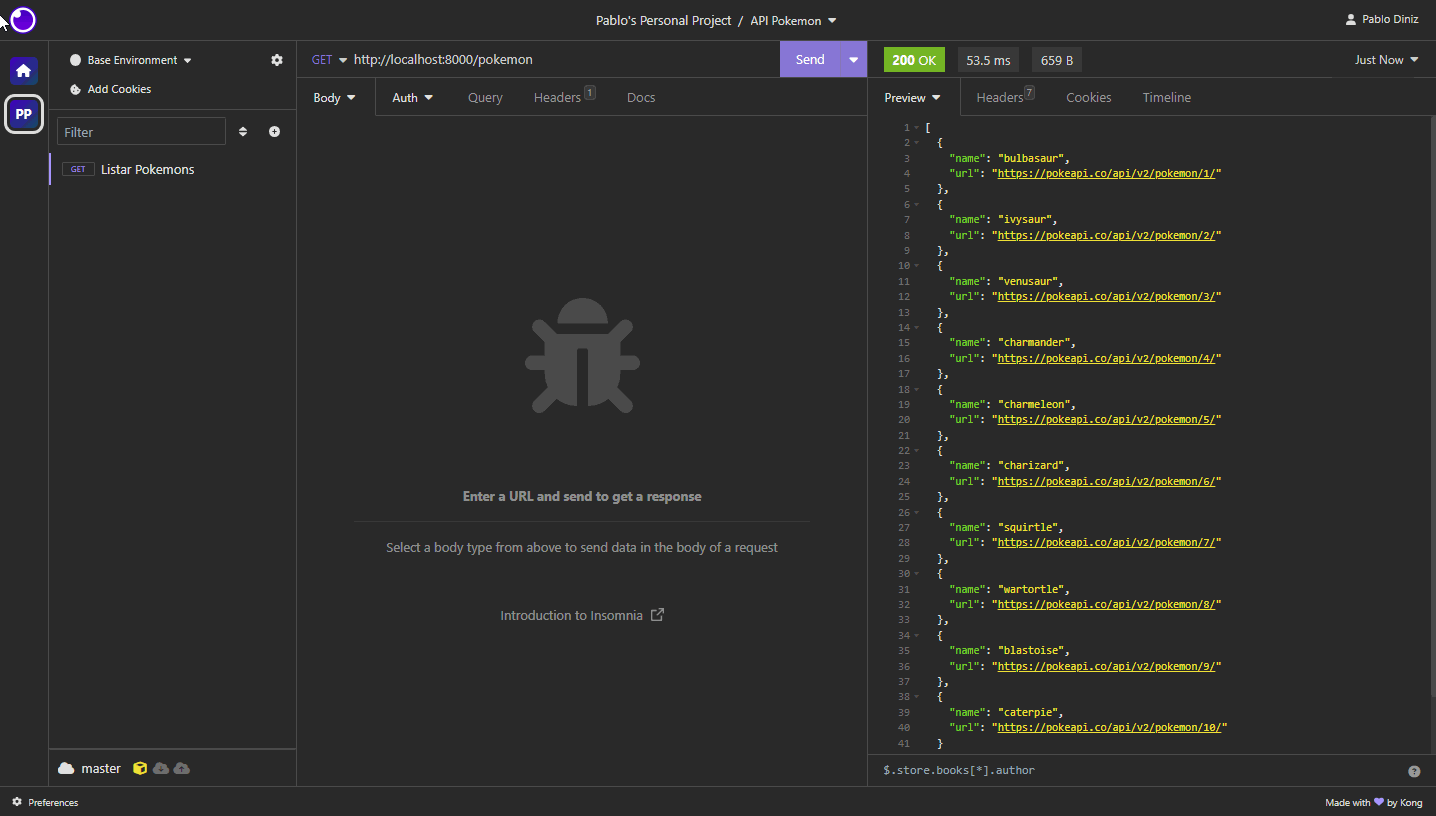 Pablo's Personal Project / API Pokemon
Pablo Diniz
PP
Base Environment
Add Cookies
Filter
GET Listar Pokemons
master
Preferences
GET http://localhost:8000/pokemon
Send
Body Auth Query Headers 1 Docs
Enter a URL and send to get a response
Select a body type from above to send data in the body of a request
Introduction to Insomnia
200 OK 53.5 ms 659 B Just Now
Preview Headers 7 Cookies Timeline
1 [
2 {
3 "name": "bulbasaur",
4 "url": "https://pokeapi.co/api/v2/pokemon/1/"
5 },
6 {
7 "name": "ivysaur",
8 "url": "https://pokeapi.co/api/v2/pokemon/2/"
9 },
10 {
11 "name": "venusaur",
12 "url": "https://pokeapi.co/api/v2/pokemon/3/"
13 },
14 {
15 "name": "charmander",
16 "url": "https://pokeapi.co/api/v2/pokemon/4/"
17 },
18 {
19 "name": "charmeleon",
20 "url": "https://pokeapi.co/api/v2/pokemon/5/"
21 },
22 {
23 "name": "charizard",
24 "url": "https://pokeapi.co/api/v2/pokemon/6/"
25 },
26 {
27 "name": "squirtle",
28 "url": "https://pokeapi.co/api/v2/pokemon/7/"
29 },
30 {
31 "name": "wartortle",
32 "url": "https://pokeapi.co/api/v2/pokemon/8/"
33 },
34 {
35 "name": "blastoise",
36 "url": "https://pokeapi.co/api/v2/pokemon/9/"
37 },
38 {
39 "name": "caterpie",
40 "url": "https://pokeapi.co/api/v2/pokemon/10/"
41 }
$.store.books[*].author
Made with 💜 by Kong